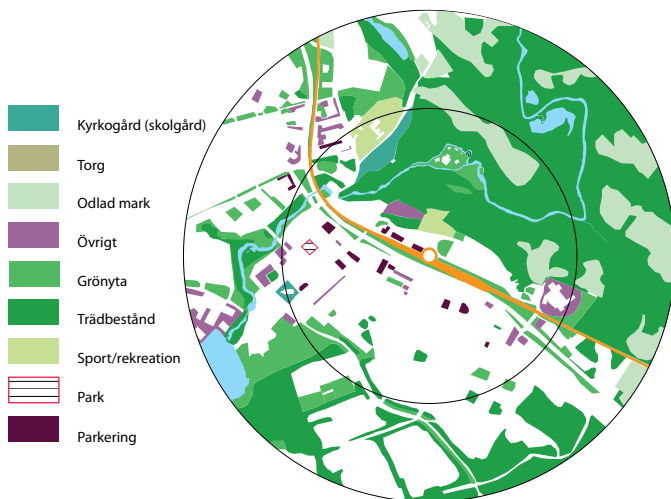 Kyrkogård (skolgård)
Torg
Odlad mark
Övrigt
Grönyta
Trädbestånd
Sport/rekreation
Park
Parkering